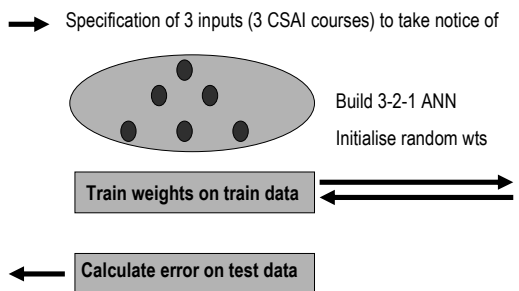 Specification of 3 inputs (3 CSAI courses) to take notice of
Build 3-2-1 ANN
Initialise random wts
Train weights on train data
Calculate error on test data